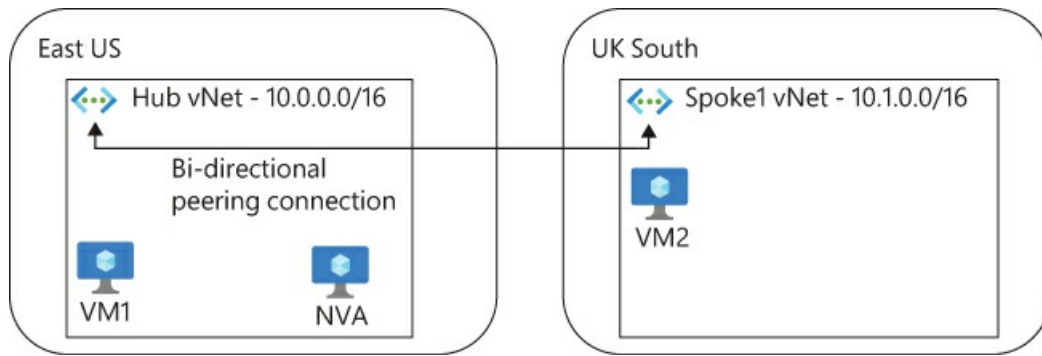 East US
Hub vNet - 10.0.0.0/16
Bi-directional
peering connection
VM1
NVA
UK South
Spoke1 vNet - 10.1.0.0/16
VM2